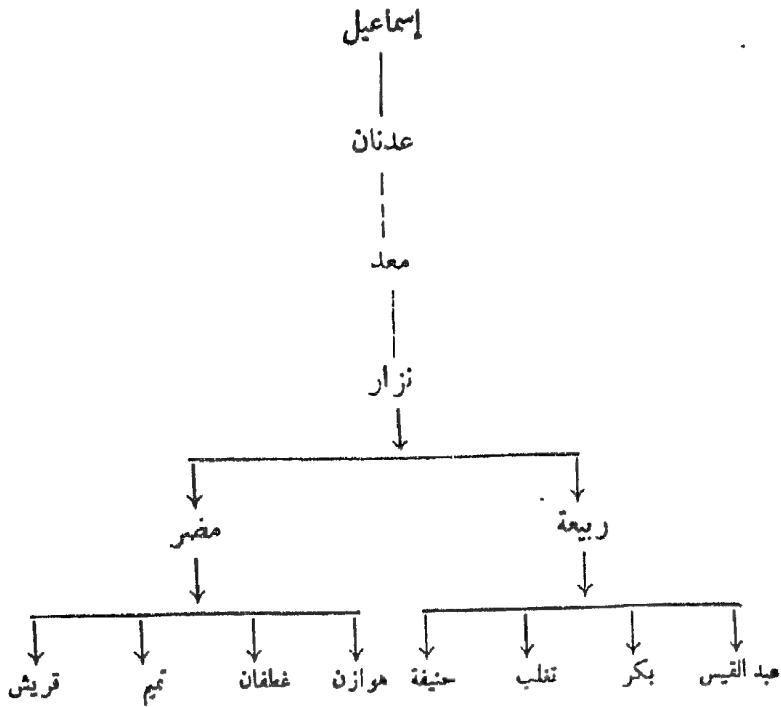 إسماعيل
عدنان
معد
نزار
ربيعة مضر
عبد القيس بكر تغلب حنيفة هوازن غطفان تميم قريش